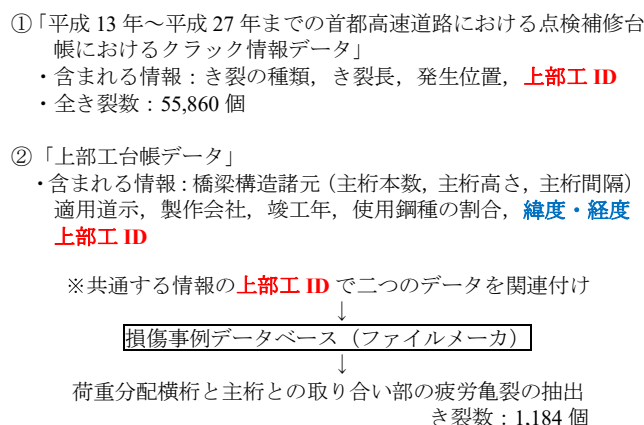 ①「平成 13 年～平成 27 年までの首都高速道路における点検補修台
帳におけるクラック情報データ」
・含まれる情報：き裂の種類，き裂長，発生位置，上部工 ID
・全き裂数：55,860 個
②「上部工台帳データ」
・含まれる情報：橋梁構造諸元（主桁本数, 主桁高さ, 主桁間隔）
適用道示，製作会社，竣工年，使用鋼種の割合，緯度・経度
上部工 ID
※共通する情報の上部工 ID で二つのデータを関連付け
↓
損傷事例データベース（ファイルメーカ）
↓
荷重分配横桁と主桁との取り合い部の疲労亀裂の抽出
き裂数：1,184 個